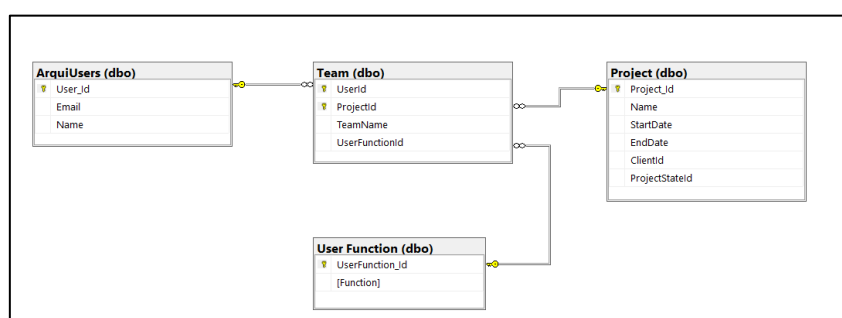 ArquiUsers (dbo)
User_Id
Email
Name
Team (dbo)
UserId
ProjectId
TeamName
UserFunctionId
Project (dbo)
Project_Id
Name
StartDate
EndDate
ClientId
ProjectStateId
User Function (dbo)
UserFunction_Id
[Function]